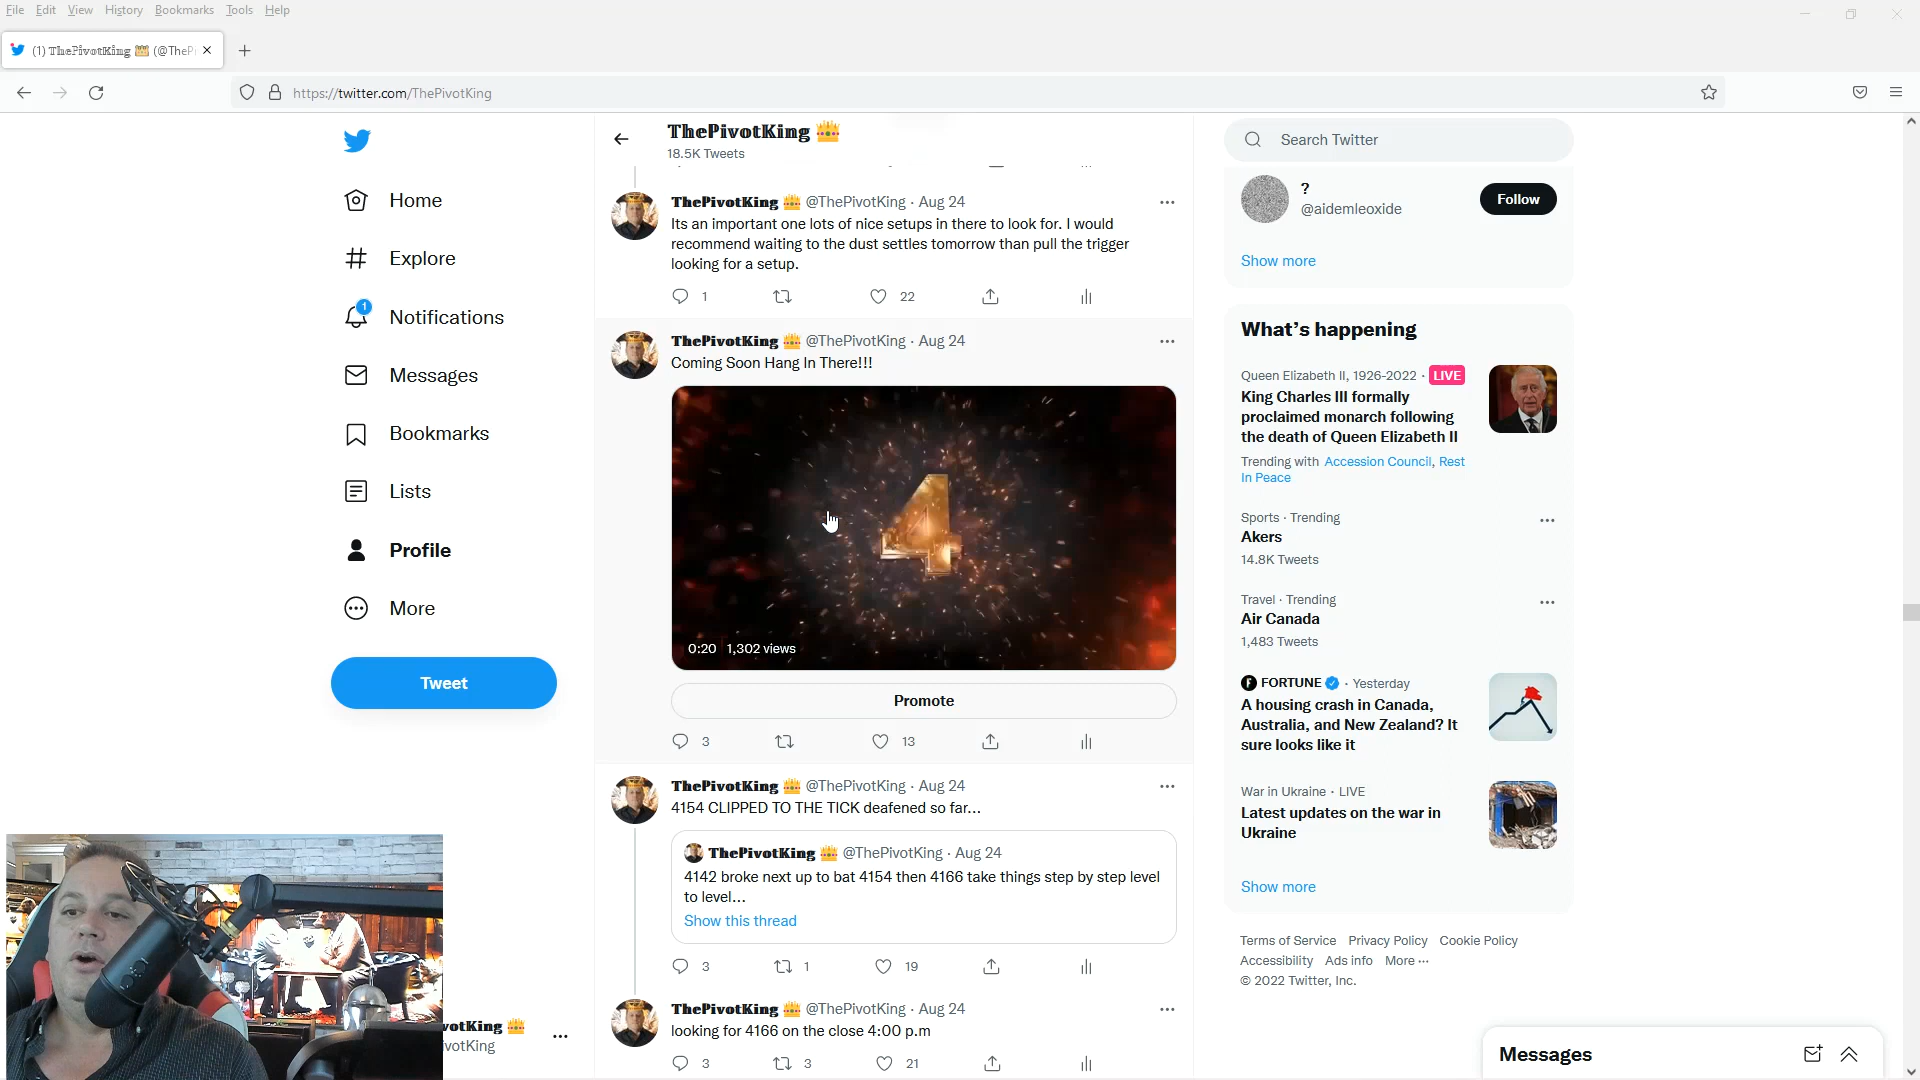 File Edit View History Bookmarks Tools Help
(1) ThePivotKing 👑 (@TheP
https://twitter.com/ThePivotKing
ThePivotKing 👑
18.5K Tweets
Home
Explore
1
Notifications
Messages
Bookmarks
Lists
Profile
More
Tweet
votKing 👑
ivotKing
ThePivotKing 👑 @ThePivotKing · Aug 24
Its an important one lots of nice setups in there to look for. I would
recommend waiting to the dust settles tomorrow than pull the trigger
looking for a setup.
1 22
ThePivotKing 👑 @ThePivotKing · Aug 24
Coming Soon Hang In There!!!
4
0:20 1,302 views
Promote
3 13
ThePivotKing 👑 @ThePivotKing · Aug 24
4154 CLIPPED TO THE TICK deafened so far...
ThePivotKing 👑 @ThePivotKing · Aug 24
4142 broke next up to bat 4154 then 4166 take things step by step level
to level...
Show this thread
3 1 19
ThePivotKing 👑 @ThePivotKing · Aug 24
looking for 4166 on the close 4:00 p.m
3 3 21
Search Twitter
?
@aidemleoxide
Follow
Show more
What's happening
Queen Elizabeth II, 1926-2022 · LIVE
King Charles III formally
proclaimed monarch following
the death of Queen Elizabeth II
Trending with Accession Council, Rest
In Peace
Sports · Trending
Akers
14.8K Tweets
Travel · Trending
Air Canada
1,483 Tweets
FORTUNE · Yesterday
A housing crash in Canada,
Australia, and New Zealand? It
sure looks like it
War in Ukraine · LIVE
Latest updates on the war in
Ukraine
Show more
Terms of Service Privacy Policy Cookie Policy
Accessibility Ads info More ···
© 2022 Twitter, Inc.
Messages